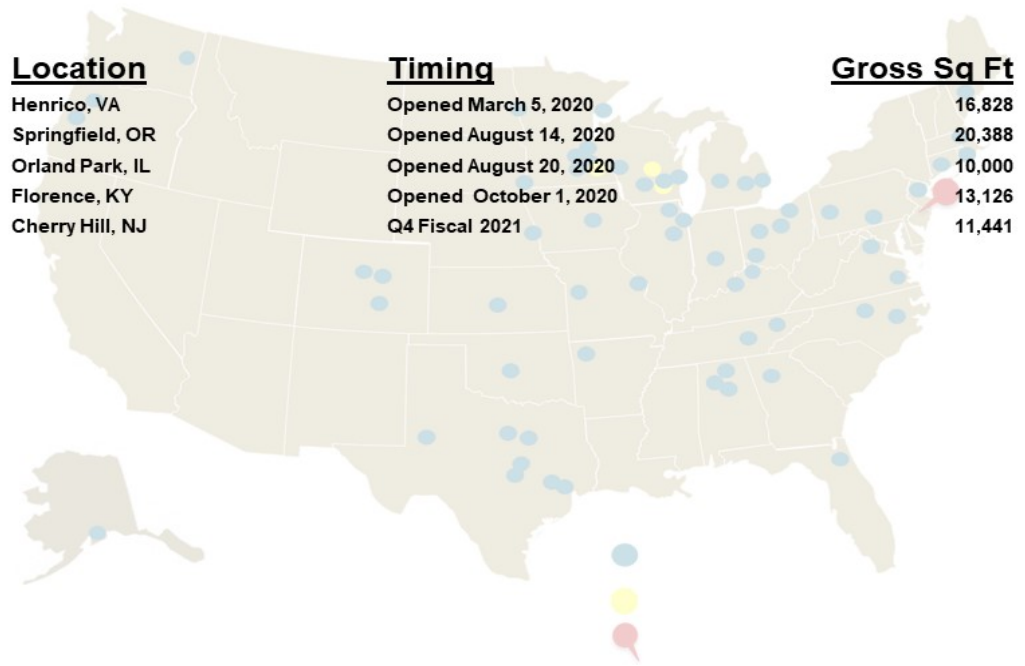 Location Timing Gross Sq Ft
Henrico, VA Opened March 5, 2020 16,828
Springfield, OR Opened August 14, 2020 20,388
Orland Park, IL Opened August 20, 2020 10,000
Florence, KY Opened October 1, 2020 13,126
Cherry Hill, NJ Q4 Fiscal 2021 11,441